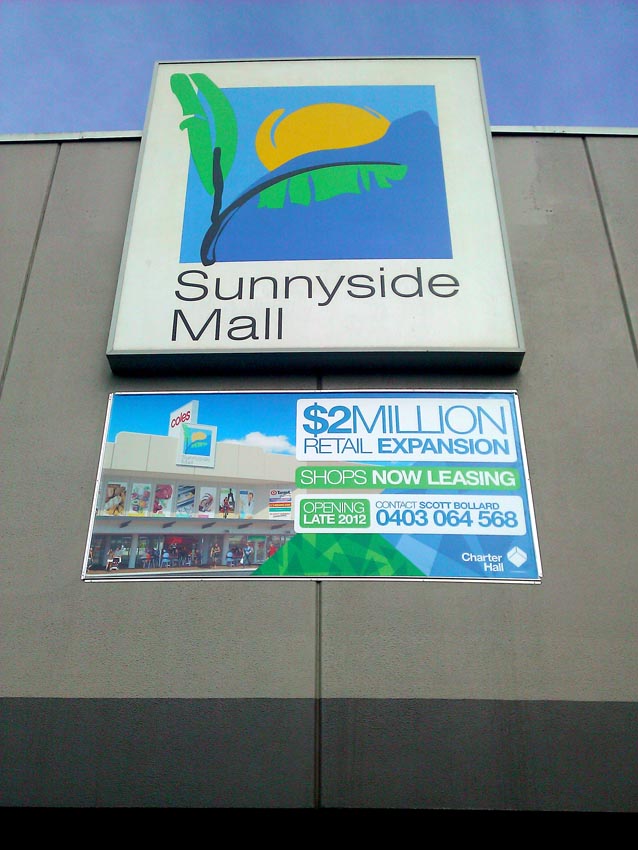 Sunnyside
Mall
coles
$2MILLION
RETAIL EXPANSION
SHOPS NOW LEASING
OPENING
LATE 2012
CONTACT SCOTT BOLLARD
0403 064 568
Target
Charter
Hall